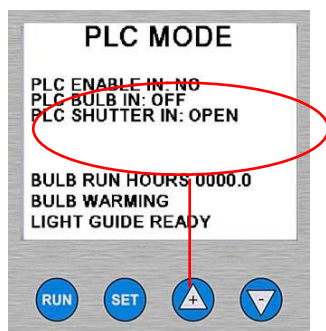 PLC MODE
PLC ENABLE IN: NO
PLC BULB IN: OFF
PLC SHUTTER IN: OPEN
BULB RUN HOURS 0000.0
BULB WARMING
LIGHT GUIDE READY
RUN SET + -